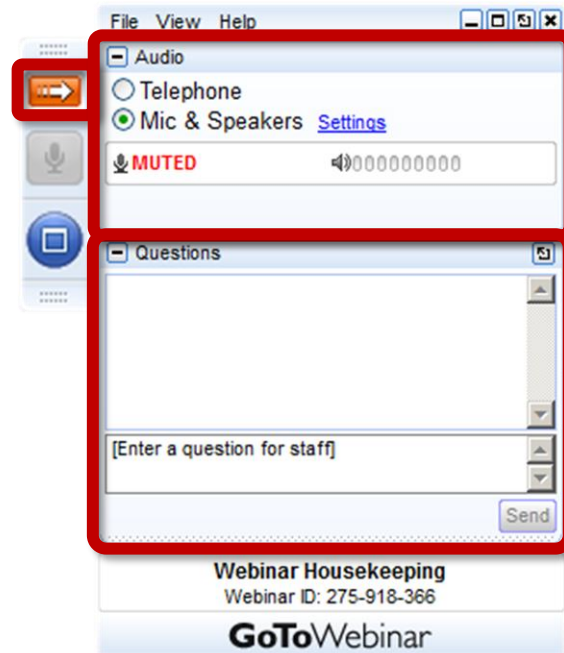 File View Help
Audio
Telephone
Mic & Speakers Settings
MUTED 000000000
Questions
[Enter a question for staff]
Send
Webinar Housekeeping
Webinar ID: 275-918-366
GoToWebinar